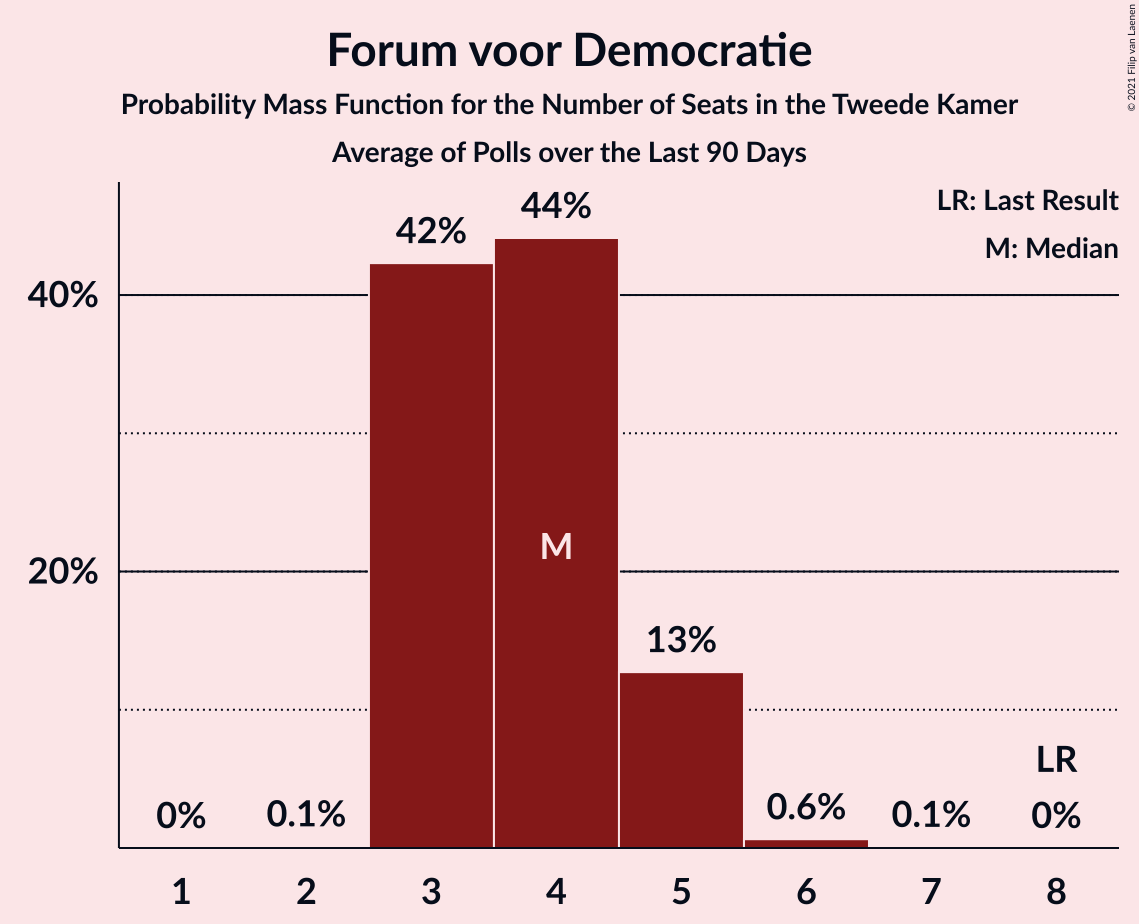 Forum voor Democratie
Probability Mass Function for the Number of Seats in the Tweede Kamer
Average of Polls over the Last 90 Days
© 2021 Filip van Laenen
LR: Last Result
M: Median
40%
20%
0%
0.1%
42%
44%
M
13%
0.6%
0.1%
LR
0%
1 2 3 4 5 6 7 8